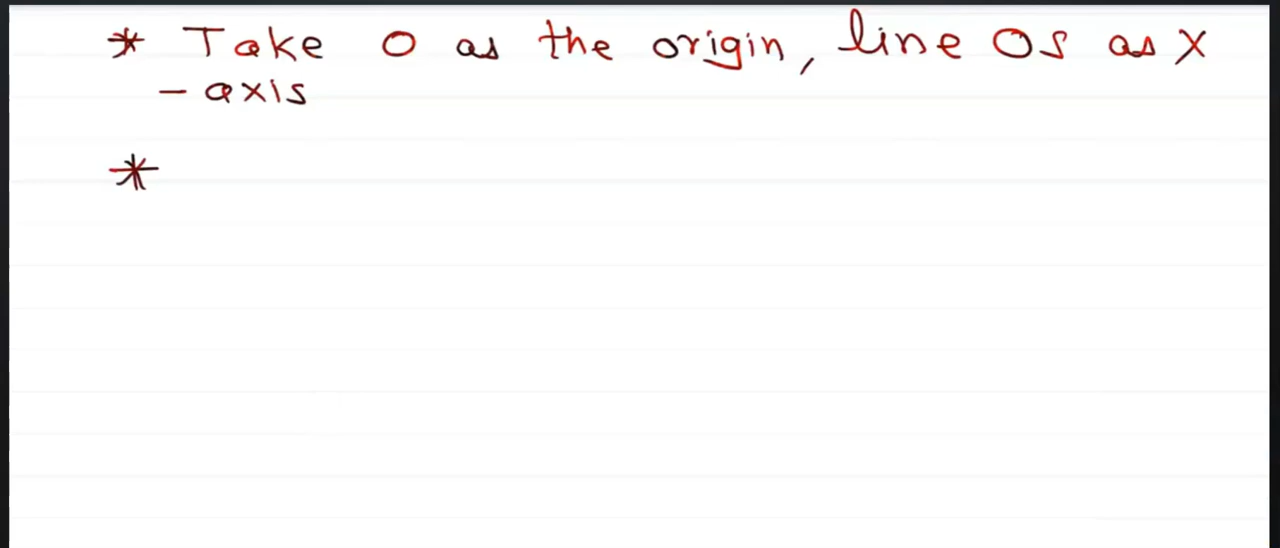 * Take O as the origin, line OS as X
- axis
*